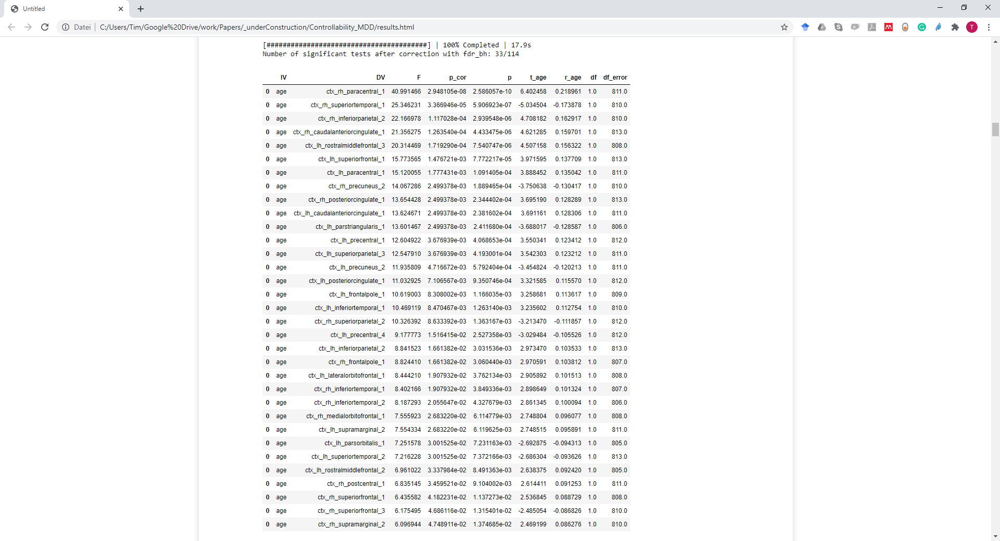 Untitled
Datei
C:/Users/Tim/Google%20Drive/work/Papers/_underConstruction/Controllability_MDD/results.html
T
[########################################] | 100% Completed | 17.9s
Number of significant tests after correction with fdr_bh: 33/114
IV DV F p_cor p t_age r_age df df_error
0 age ctx_rh_paracentral_1 40.991466 2.948105e-08 2.586057e-10 6.402458 0.218961 1.0 811.0
0 age ctx_rh_superiortemporal_1 25.346231 3.366946e-05 5.906923e-07 -5.034504 -0.173878 1.0 810.0
0 age ctx_rh_inferiorparietal_2 22.166978 1.117028e-04 2.939548e-06 4.708182 0.162917 1.0 810.0
0 age ctx_rh_caudalanteriorcingulate_1 21.356275 1.263540e-04 4.433475e-06 4.621285 0.159701 1.0 813.0
0 age ctx_lh_rostralmiddlefrontal_3 20.314469 1.719290e-04 7.540747e-06 4.507158 0.156322 1.0 808.0
0 age ctx_lh_superiorfrontal_1 15.773565 1.476721e-03 7.772217e-05 3.971595 0.137709 1.0 813.0
0 age ctx_lh_paracentral_1 15.120055 1.777431e-03 1.091405e-04 3.888452 0.135042 1.0 811.0
0 age ctx_rh_precuneus_2 14.067286 2.499378e-03 1.889465e-04 -3.750638 -0.130417 1.0 810.0
0 age ctx_rh_posteriorcingulate_1 13.654428 2.499378e-03 2.344402e-04 3.695190 0.128289 1.0 813.0
0 age ctx_lh_caudalanteriorcingulate_1 13.624671 2.499378e-03 2.381602e-04 3.691161 0.128306 1.0 811.0
0 age ctx_lh_parstriangularis_1 13.601467 2.499378e-03 2.411680e-04 -3.688017 -0.128587 1.0 806.0
0 age ctx_lh_precentral_1 12.604922 3.676939e-03 4.068653e-04 3.550341 0.123412 1.0 812.0
0 age ctx_lh_superiorparietal_3 12.547910 3.676939e-03 4.193001e-04 3.542303 0.123212 1.0 811.0
0 age ctx_lh_precuneus_2 11.935809 4.716672e-03 5.792404e-04 -3.454824 -0.120213 1.0 811.0
0 age ctx_lh_posteriorcingulate_1 11.032925 7.106567e-03 9.350746e-04 3.321585 0.115570 1.0 812.0
0 age ctx_lh_frontalpole_1 10.619003 8.308002e-03 1.166035e-03 3.258681 0.113617 1.0 809.0
0 age ctx_lh_inferiortemporal_1 10.469119 8.470467e-03 1.263140e-03 3.235602 0.112754 1.0 810.0
0 age ctx_rh_superiorparietal_2 10.326392 8.633392e-03 1.363167e-03 -3.213470 -0.111857 1.0 812.0
0 age ctx_lh_precentral_4 9.177773 1.516415e-02 2.527358e-03 -3.029484 -0.105526 1.0 812.0
0 age ctx_lh_inferiorparietal_2 8.841523 1.661382e-02 3.031536e-03 2.973470 0.103533 1.0 813.0
0 age ctx_rh_frontalpole_1 8.824410 1.661382e-02 3.060440e-03 2.970591 0.103812 1.0 807.0
0 age ctx_lh_lateralorbitofrontal_1 8.444210 1.907932e-02 3.762134e-03 2.905892 0.101513 1.0 808.0
0 age ctx_rh_inferiortemporal_1 8.402166 1.907932e-02 3.849336e-03 2.898649 0.101324 1.0 807.0
0 age ctx_rh_inferiortemporal_2 8.187293 2.055647e-02 4.327679e-03 2.861345 0.100094 1.0 806.0
0 age ctx_rh_medialorbitofrontal_1 7.555923 2.683220e-02 6.114779e-03 2.748804 0.096077 1.0 808.0
0 age ctx_lh_supramarginal_2 7.554334 2.683220e-02 6.119625e-03 2.748515 0.095891 1.0 811.0
0 age ctx_lh_parsorbitalis_1 7.251578 3.001525e-02 7.231163e-03 -2.692875 -0.094313 1.0 805.0
0 age ctx_lh_superiortemporal_2 7.216228 3.001525e-02 7.372166e-03 -2.686304 -0.093626 1.0 813.0
0 age ctx_lh_rostralmiddlefrontal_2 6.961022 3.337984e-02 8.491363e-03 2.638375 0.092420 1.0 805.0
0 age ctx_rh_postcentral_1 6.835145 3.459521e-02 9.104002e-03 2.614411 0.091253 1.0 811.0
0 age ctx_rh_superiorfrontal_1 6.435582 4.182231e-02 1.137273e-02 2.536845 0.088729 1.0 808.0
0 age ctx_rh_superiorfrontal_3 6.175495 4.686116e-02 1.315401e-02 -2.485054 -0.086826 1.0 810.0
0 age ctx_rh_supramarginal_2 6.096944 4.748911e-02 1.374685e-02 2.469199 0.086276 1.0 810.0